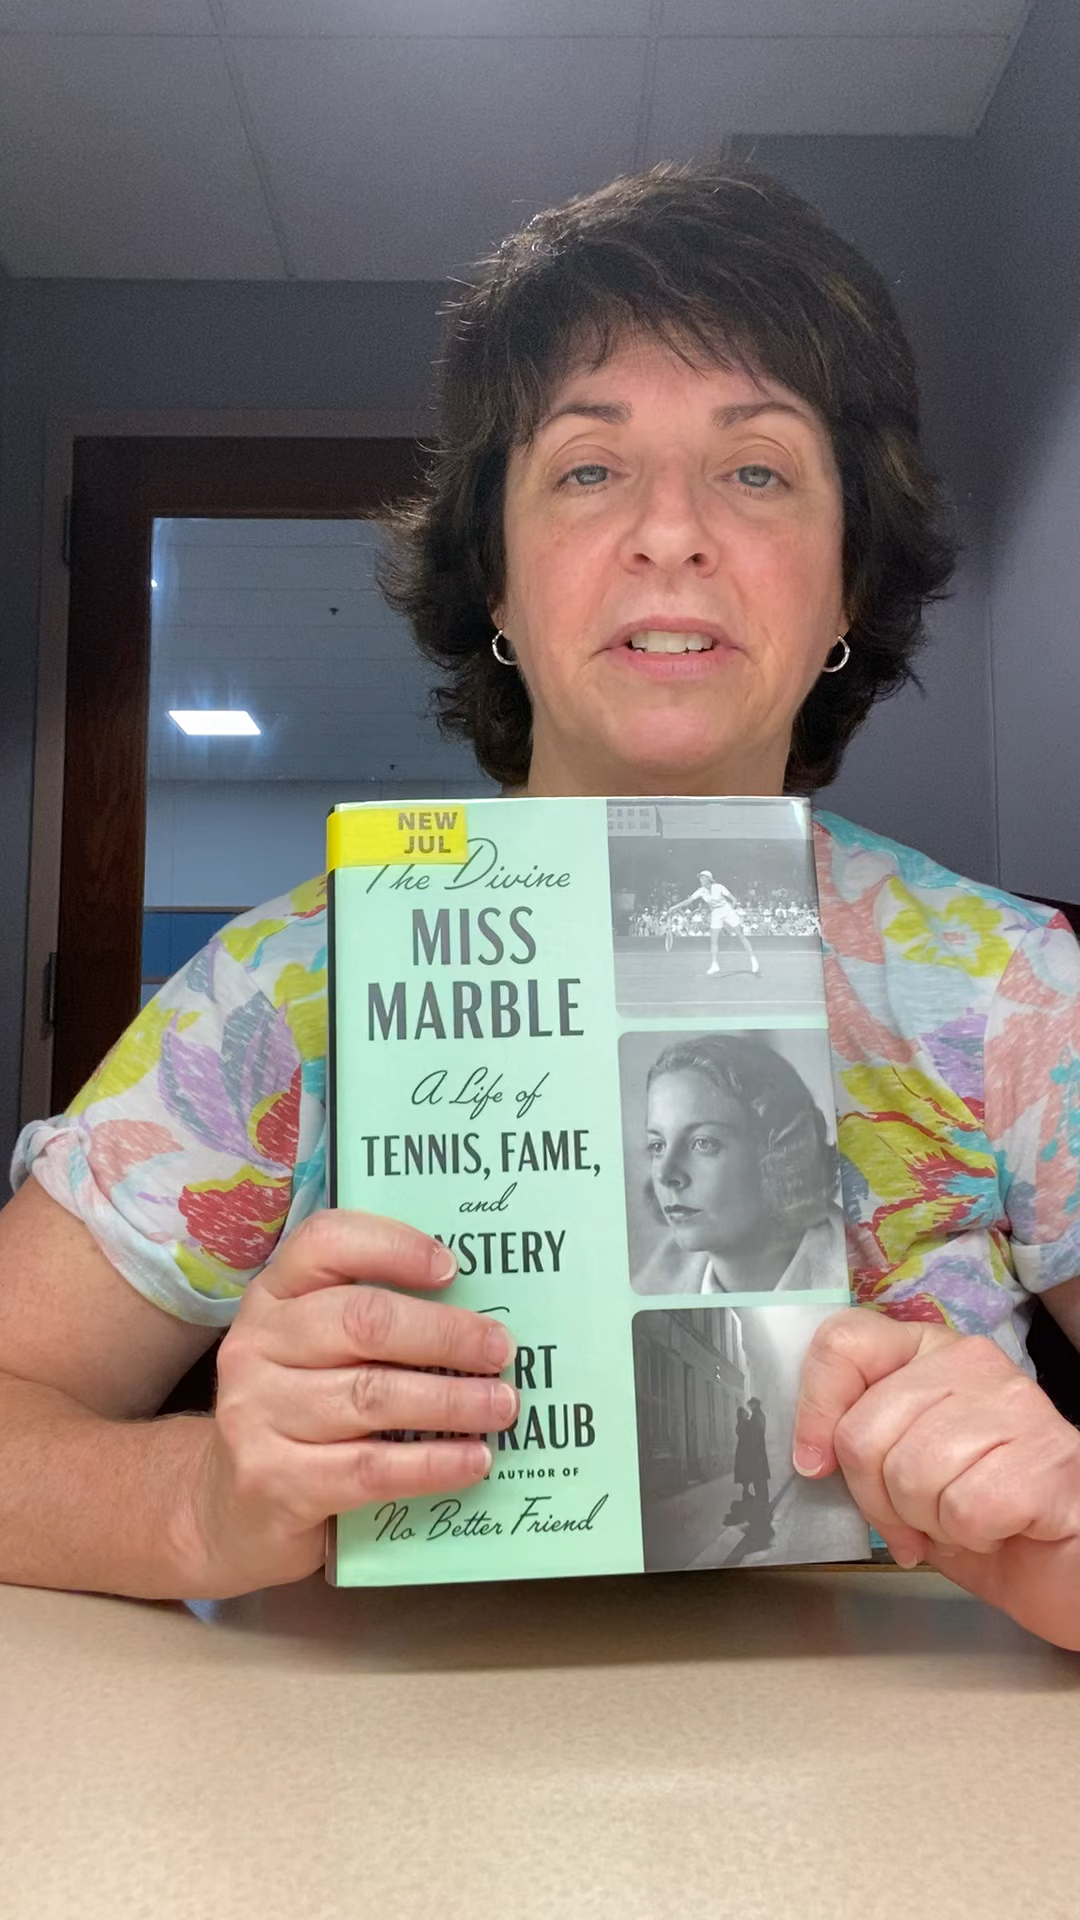 NEW
JUL
The Divine
MISS
MARBLE
A Life of
TENNIS, FAME,
and
YSTERY
RT
RAUB
AUTHOR OF
No Better Friend